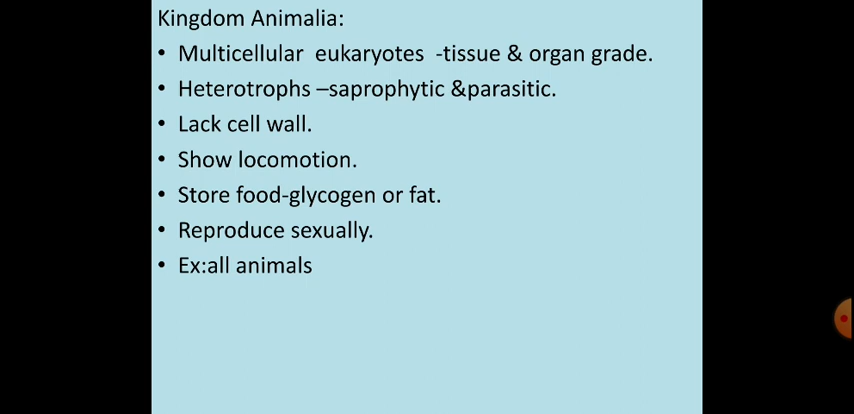 Kingdom Animalia:
• Multicellular eukaryotes -tissue & organ grade.
• Heterotrophs –saprophytic &parasitic.
• Lack cell wall.
• Show locomotion.
• Store food-glycogen or fat.
• Reproduce sexually.
• Ex:all animals